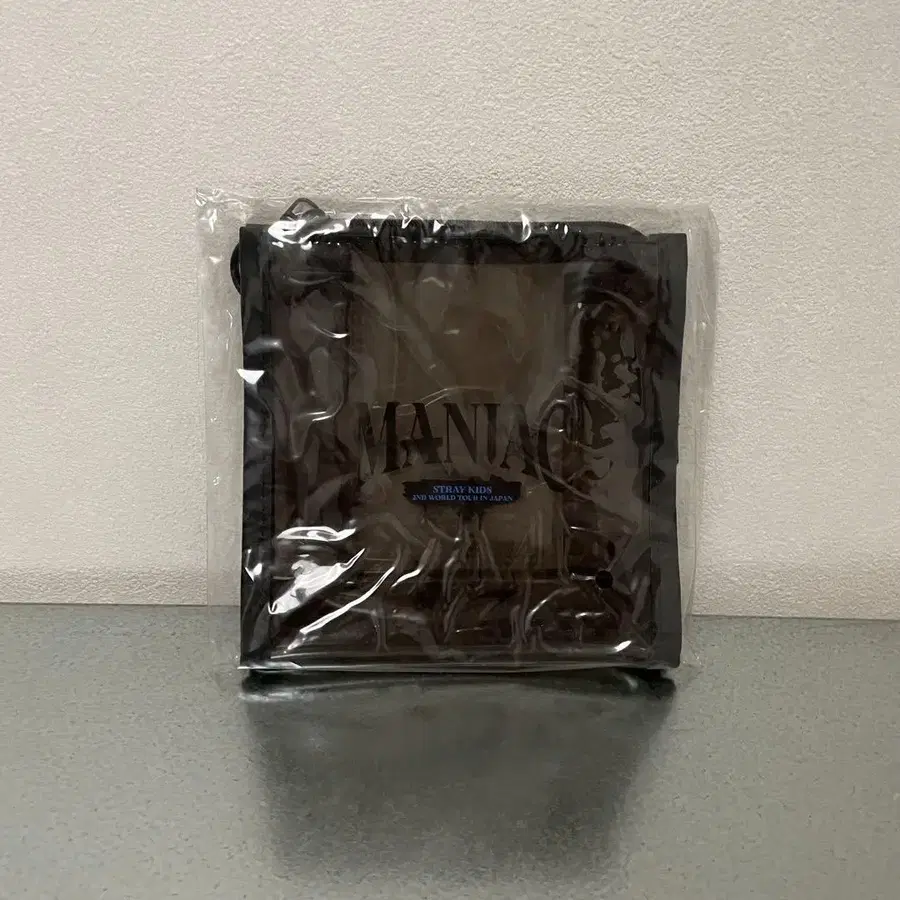 MANIAC
STRAY KIDS
2ND WORLD TOUR IN JAPAN